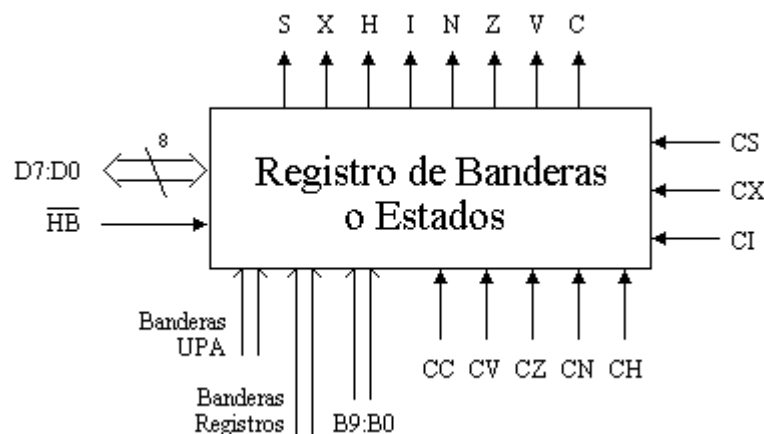 S X H I N Z V C
8
D7:D0
HB
Registro de Banderas
o Estados
CS
CX
CI
Banderas
UPA
CC CV CZ CN CH
Banderas
Registros
B9:B0